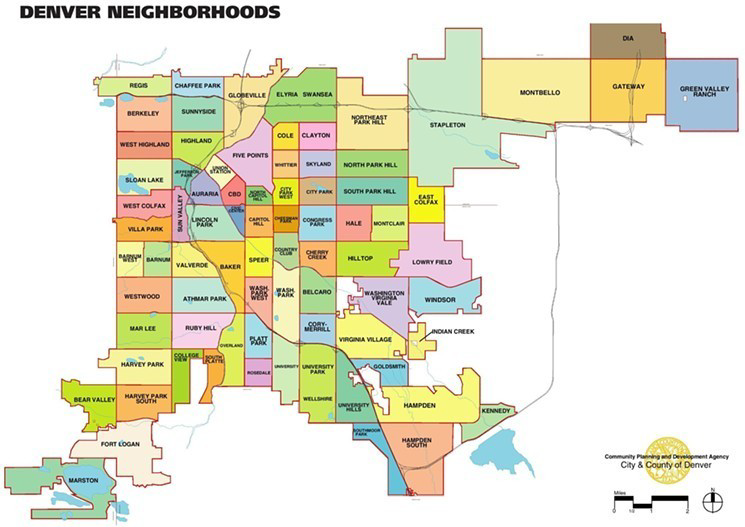 DENVER NEIGHBORHOODS
DIA
REGIS
CHAFFEE PARK
GLOBEVILLE
ELYRIA SWANSEA
MONTBELLO
GATEWAY
GREEN VALLEY
RANCH
BERKELEY
SUNNYSIDE
NORTHEAST
PARK HILL
STAPLETON
WEST HIGHLAND
HIGHLAND
COLE
CLAYTON
FIVE POINTS
UNION
STATION
WHITTIER
SKYLAND
NORTH PARK HILL
SLOAN LAKE
JEFFERSON
PARK
AURARIA
CBD
NORTH
CAPITOL
HILL
CITY
PARK
WEST
CITY PARK
SOUTH PARK HILL
EAST
COLFAX
WEST COLFAX
SUN VALLEY
LINCOLN
PARK
CIVIC
CENTER
CAPITOL
HILL
CHEESMAN
PARK
CONGRESS
PARK
HALE
MONTCLAIR
VILLA PARK
BARNUM
WEST
BARNUM
VALVERDE
BAKER
SPEER
COUNTRY
CLUB
CHERRY
CREEK
HILLTOP
LOWRY FIELD
WESTWOOD
ATHMAR PARK
WASH.
PARK
WEST
WASH.
PARK
BELCARO
WASHINGTON
VIRGINIA
VALE
WINDSOR
MAR LEE
RUBY HILL
OVERLAND
PLATT
PARK
CORY-
MERRILL
VIRGINIA VILLAGE
INDIAN CREEK
HARVEY PARK
COLLEGE
VIEW
SOUTH
PLATTE
ROSEDALE
UNIVERSITY
UNIVERSITY
PARK
GOLDSMITH
BEAR VALLEY
HARVEY PARK
SOUTH
WELLSHIRE
UNIVERSITY
HILLS
HAMPDEN
KENNEDY
FORT LOGAN
SOUTHMOOR
PARK
HAMPDEN
SOUTH
MARSTON
Community Planning and Development Agency
City & County of Denver
Miles
0
1
2
N